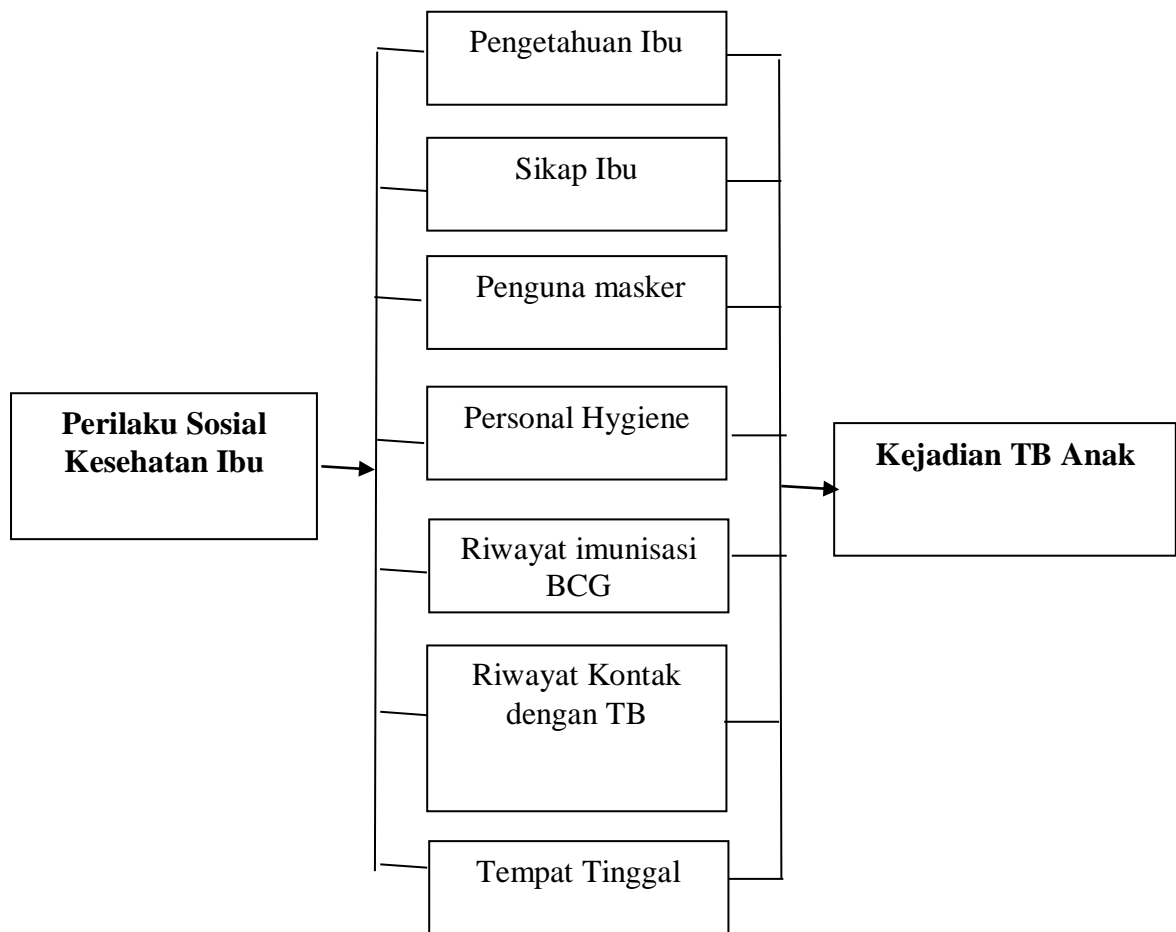 Pengetahuan Ibu
Sikap Ibu
Penguna masker
Perilaku Sosial
Kesehatan Ibu
Personal Hygiene
Kejadian TB Anak
Riwayat imunisasi
BCG
Riwayat Kontak
dengan TB
Tempat Tinggal